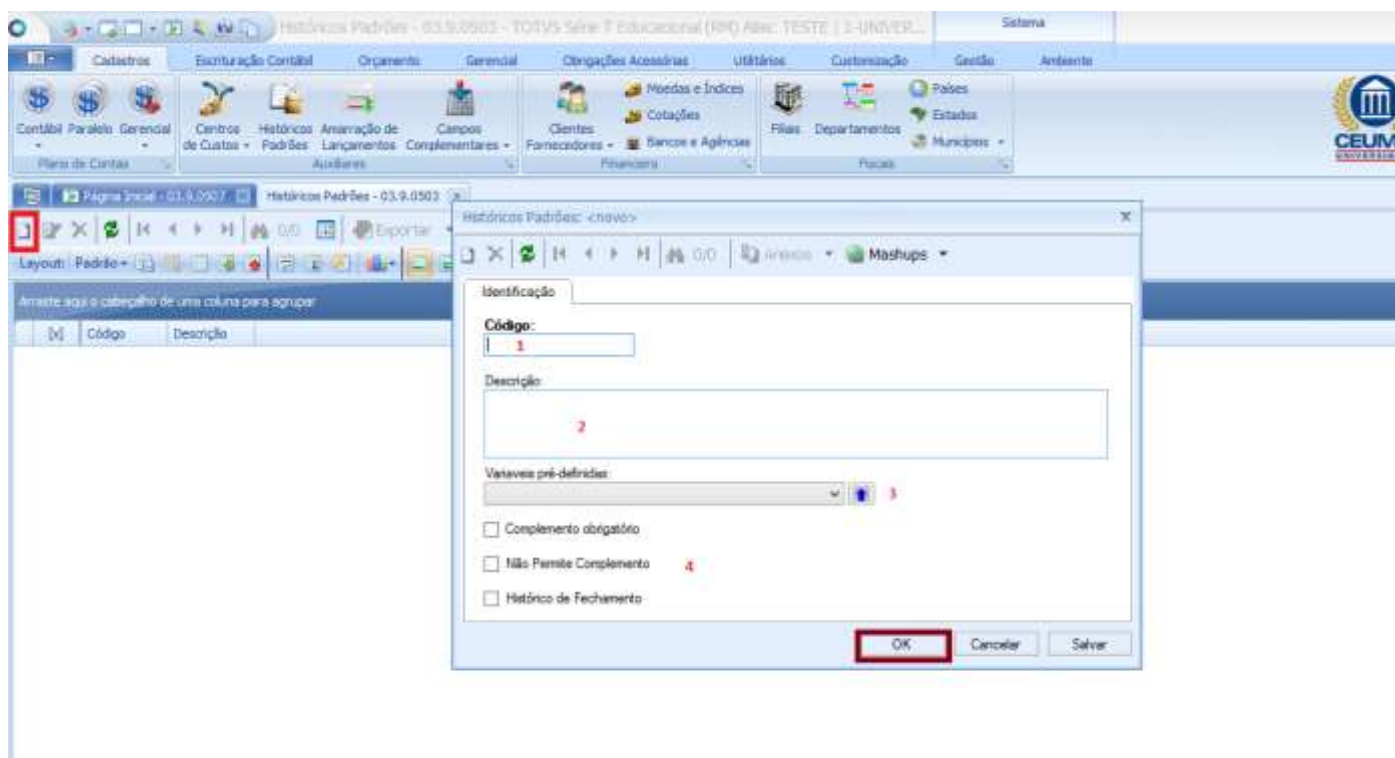 Históricos Padrões - 03.9.0503 - TOTVS Série T Educacional (RM) Alias: TESTE | 1-UNIVER...
Sistema
Cadastros Escrituração Contábil Orçamento Gerencial Obrigações Acessórias Utilitários Customização Gestão Ambiente
Contábil Paralelo Gerencial
Centros de Custos
Históricos Padrões
Amarração de Lançamentos
Campos Complementares
Clientes Fornecedores
Moedas e Índices
Cotações
Bancos e Agências
Filiais
Departamentos
Países
Estados
Municípios
Plano de Contas Auxiliares Financeiro Fiscais
CEUMA
Página Inicial - 03.9.0507 Históricos Padrões - 03.9.0503
0/0 Exportar
Layout: Padrão
Arraste aqui o cabeçalho de uma coluna para agrupar
[x] Código Descrição
Históricos Padrões: <novo>
0/0 Anexos Mashups
Identificação
Código:
1
Descrição:
2
Variaveis pré-definidas:
3
Complemento obrigatório
Não Permite Complemento 4
Histórico de Fechamento
OK Cancelar Salvar